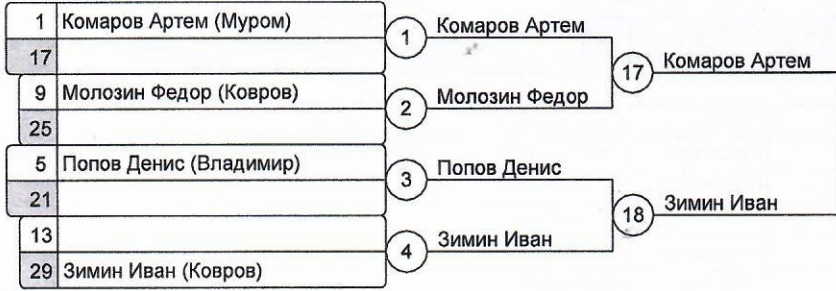 1 Комаров Артем (Муром)
17
9 Молозин Федор (Ковров)
25
5 Попов Денис (Владимир)
21
13
29 Зимин Иван (Ковров)
1 Комаров Артем
2 Молозин Федор
3 Попов Денис
4 Зимин Иван
17 Комаров Артем
18 Зимин Иван